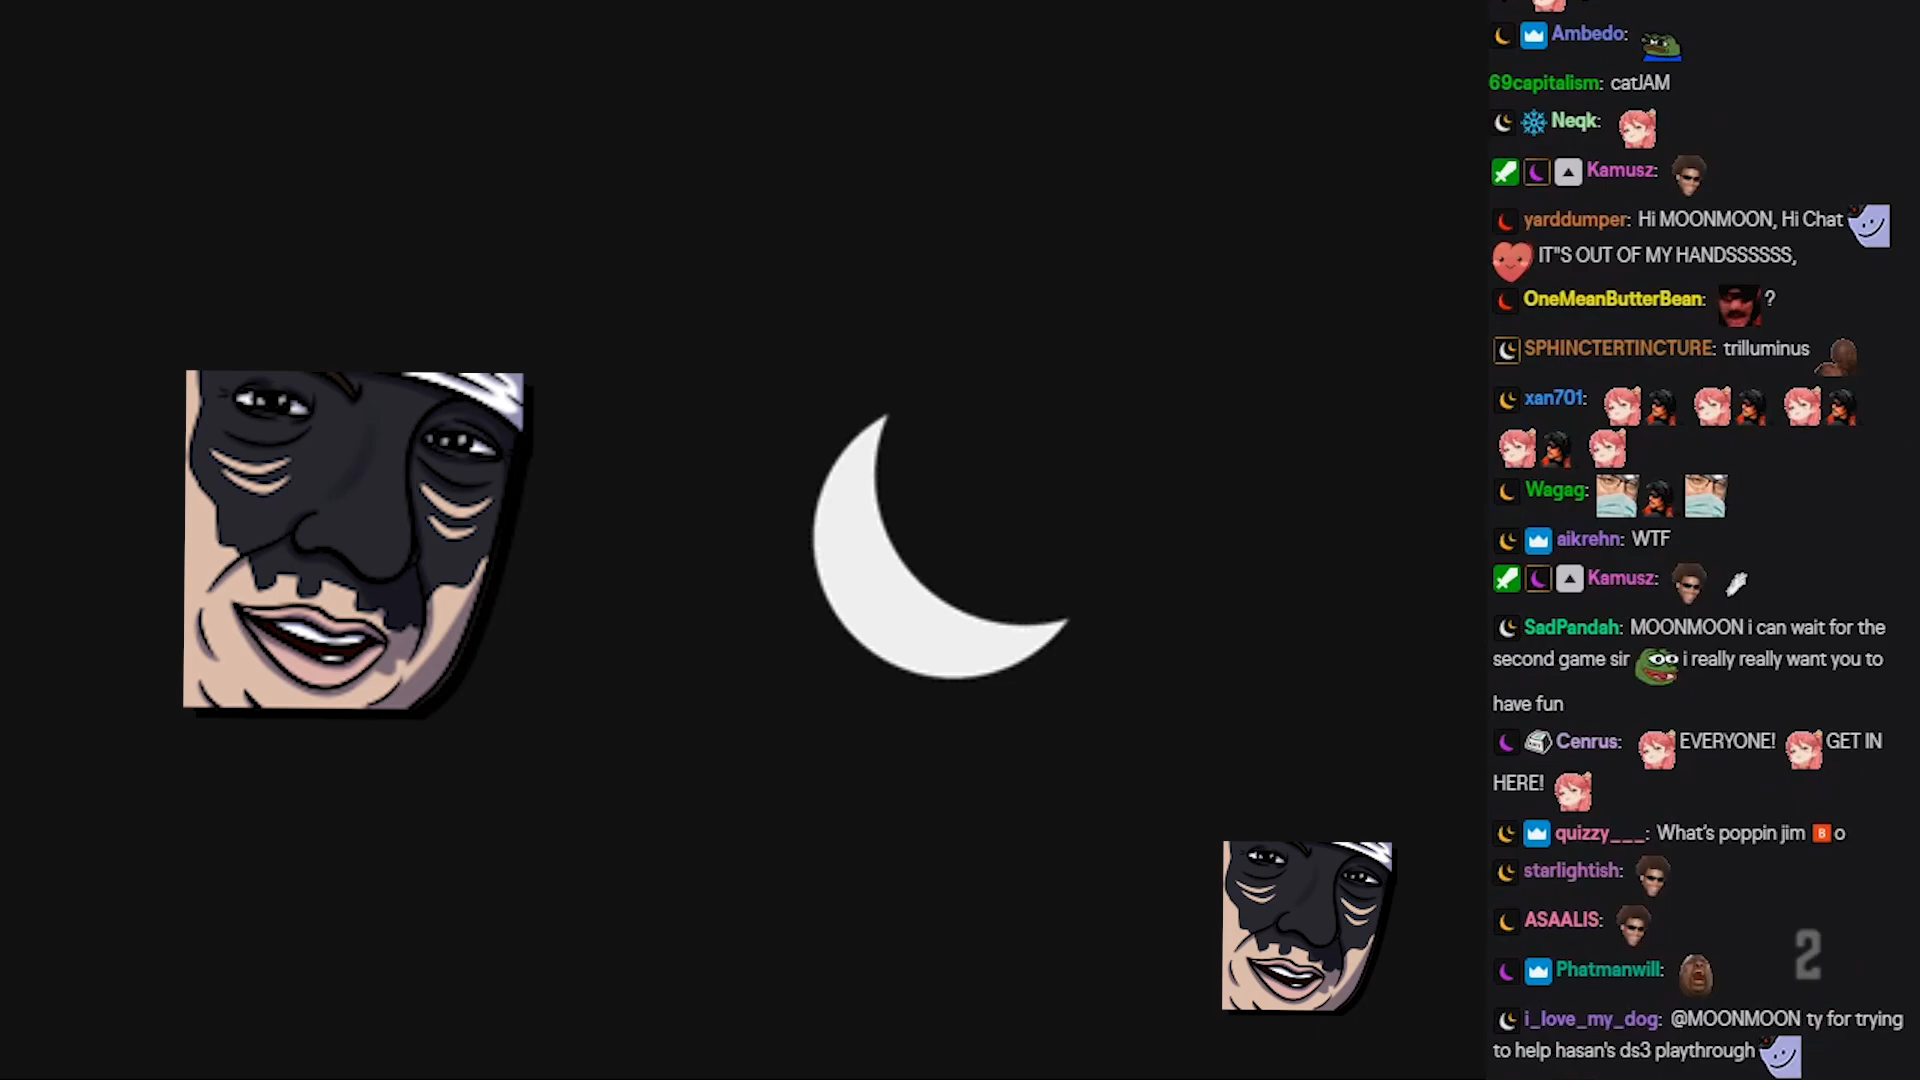 Ambedo:
69capitalism: catJAM
Neqk:
Kamusz:
yarddumper: Hi MOONMOON, Hi Chat
IT"S OUT OF MY HANDSSSSSS,
OneMeanButterBean: ?
SPHINCTERTINCTURE: trilluminus
xan701:
Wagag:
aikrehn: WTF
Kamusz:
SadPandah: MOONMOON i can wait for the
second game sir i really really want you to
have fun
Cenrus: EVERYONE! GET IN
HERE!
quizzy___: What's poppin jim B o
starlightish:
ASAALIS:
2
Phatmanwill:
i_love_my_dog: @MOONMOON ty for trying
to help hasan's ds3 playthrough